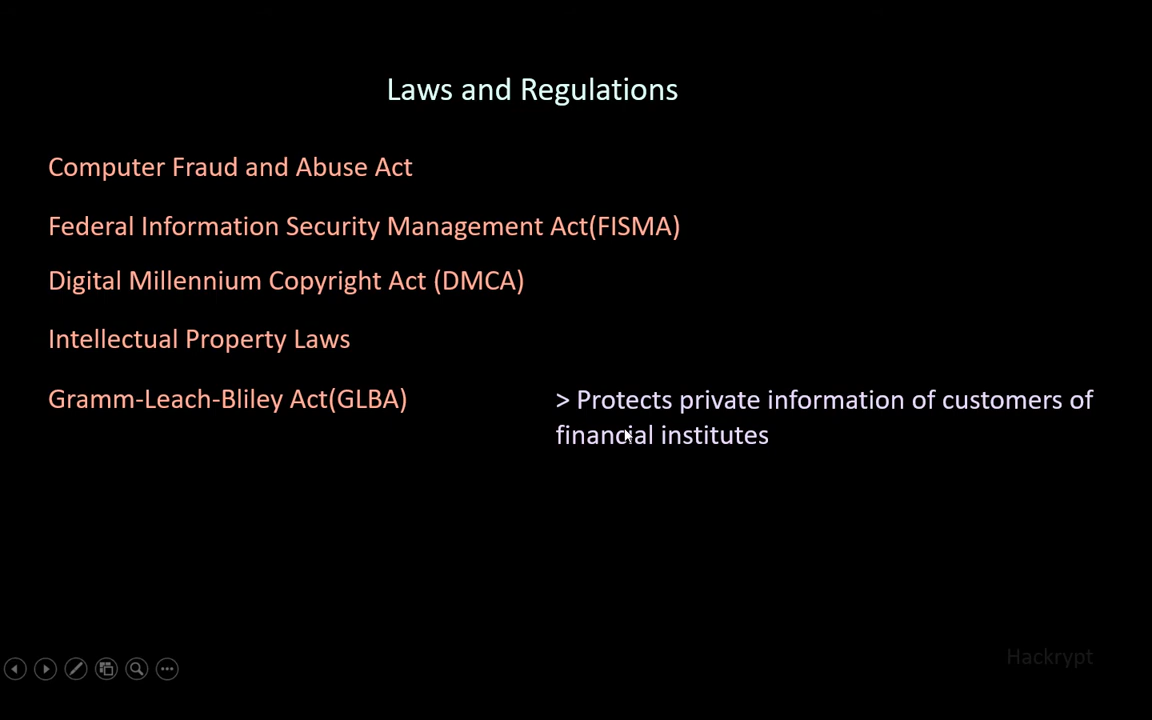 Laws and Regulations
Computer Fraud and Abuse Act
Federal Information Security Management Act(FISMA)
Digital Millennium Copyright Act (DMCA)
Intellectual Property Laws
Gramm-Leach-Bliley Act(GLBA)
> Protects private information of customers of
financial institutes
Hackrypt